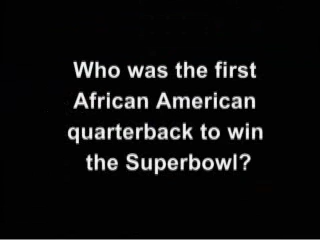 Who was the first
African American
quarterback to win
the Superbowl?